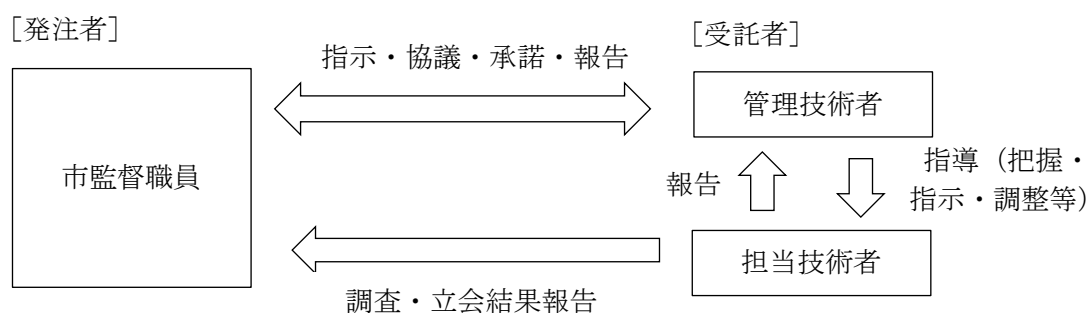 ［発注者］
［受託者］
指示・協議・承諾・報告
管理技術者
市監督職員
報告
指導（把握・
指示・調整等）
担当技術者
調査・立会結果報告